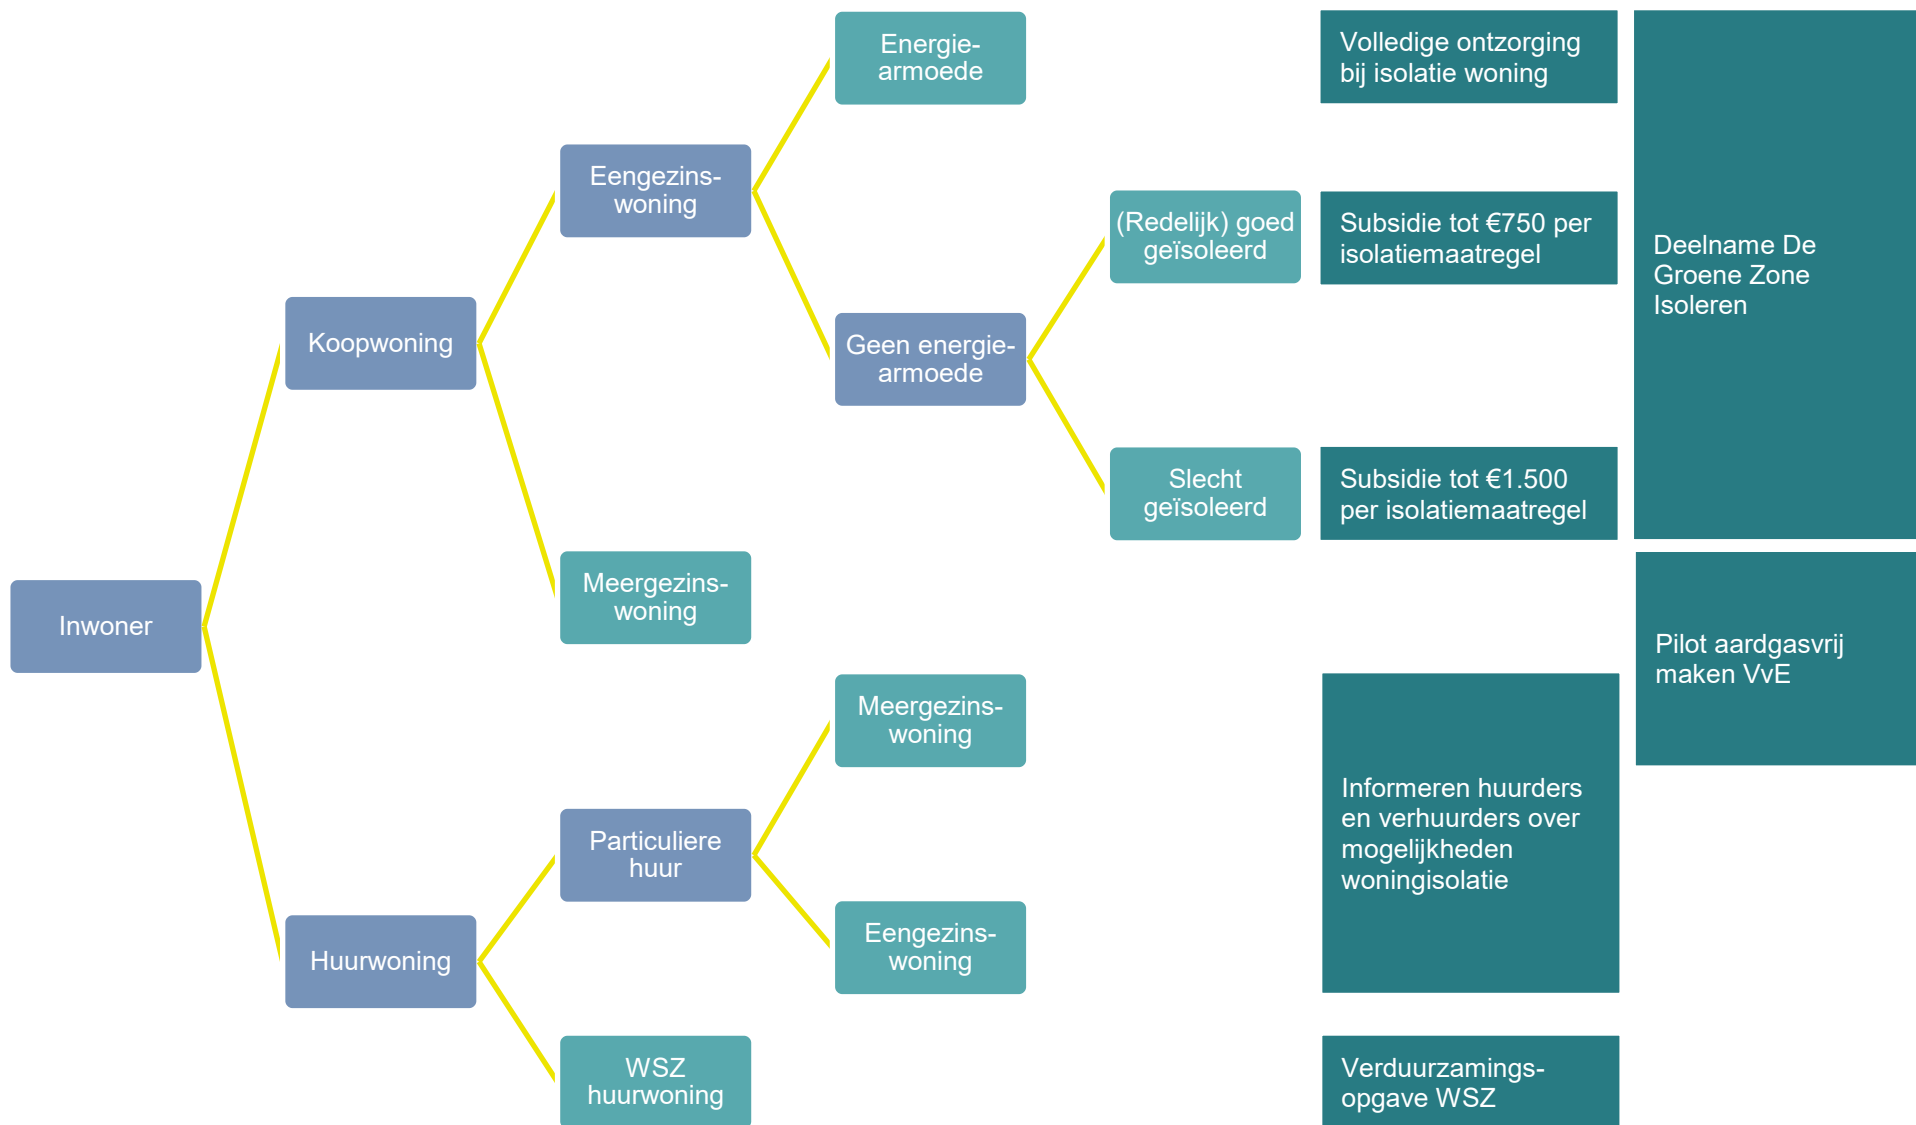 Energie-
armoede
Volledige ontzorging
bij isolatie woning
Eengezins-
woning
(Redelijk) goed
geïsoleerd
Subsidie tot €750 per
isolatiemaatregel
Deelname De
Groene Zone
Isoleren
Koopwoning
Geen energie-
armoede
Slecht
geïsoleerd
Subsidie tot €1.500
per isolatiemaatregel
Meergezins-
woning
Inwoner
Pilot aardgasvrij
maken VvE
Meergezins-
woning
Particuliere
huur
Informeren huurders
en verhuurders over
mogelijkheden
woningisolatie
Huurwoning
Eengezins-
woning
WSZ
huurwoning
Verduurzamings-
opgave WSZ